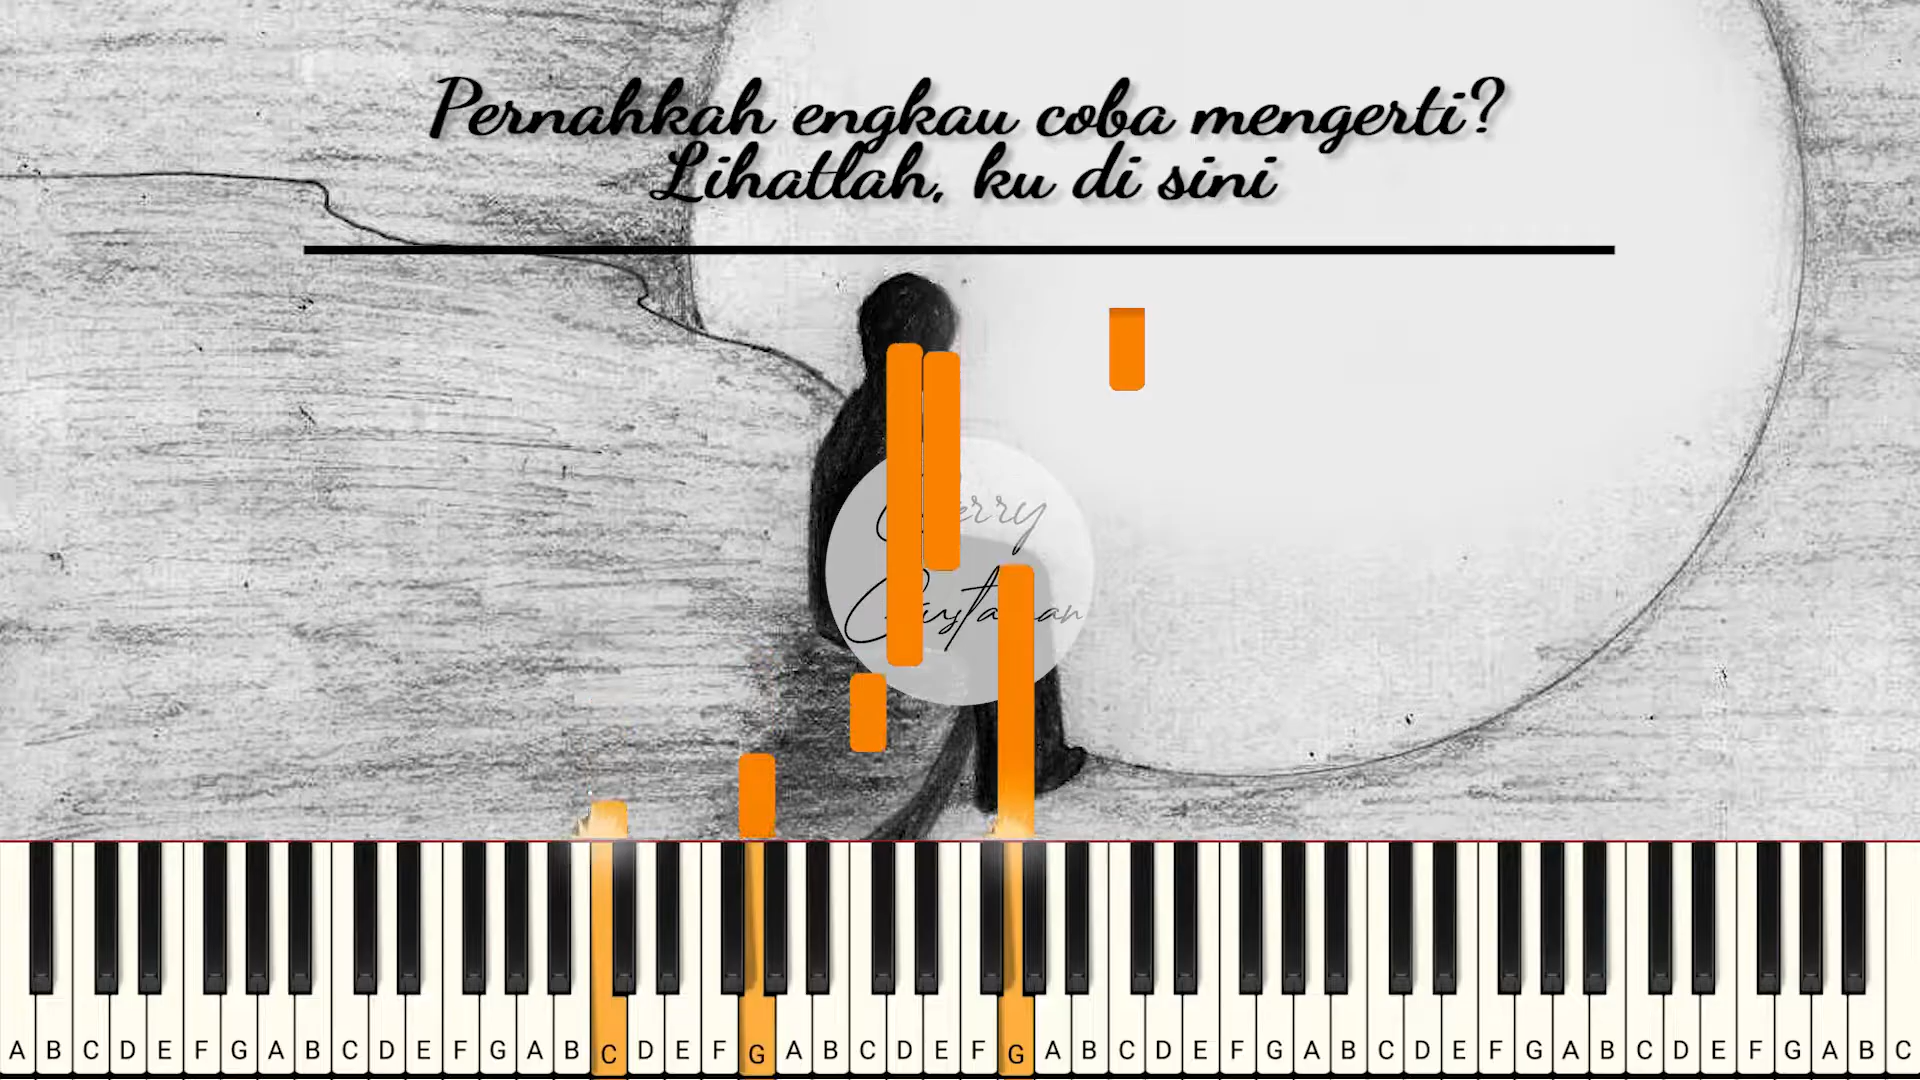 Pernahkah engkau coba mengerti?
Lihatlah, ku di sini
A B C D E F G A B C D E F G A B C D E F G A B C D E F G A B C D E F G A B C D E F G A B C D E F G A B C